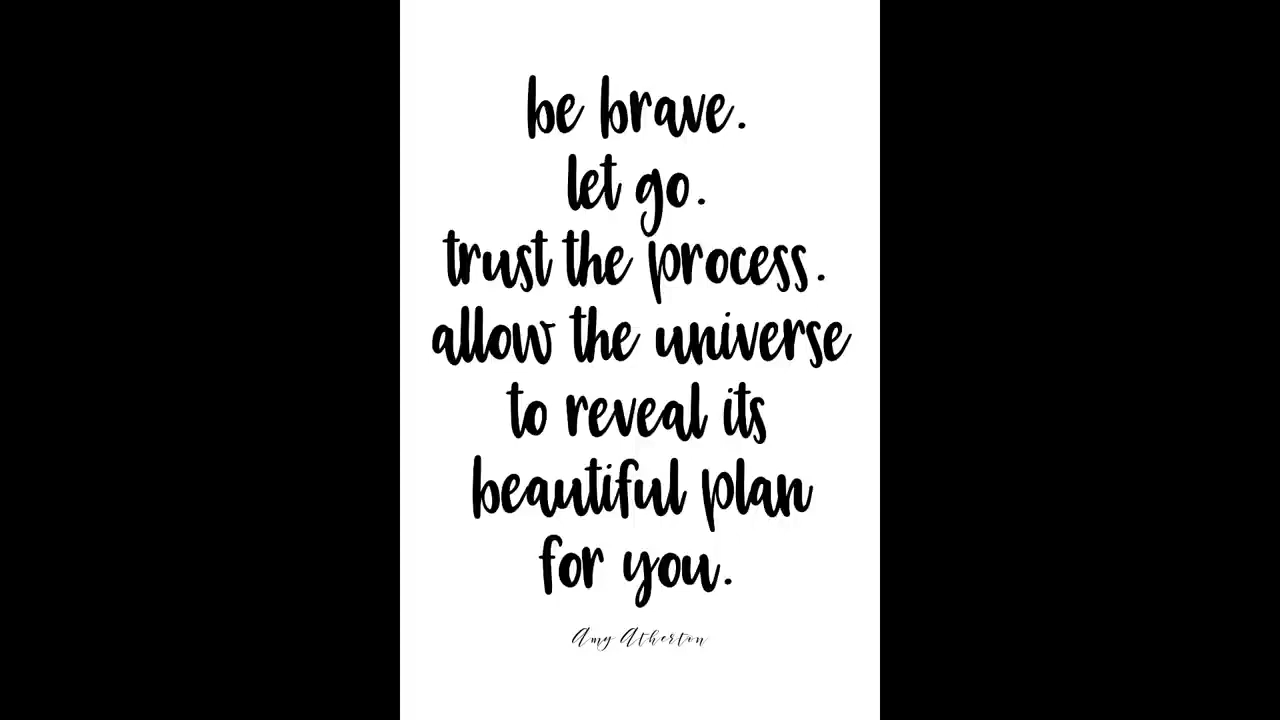 be brave.
let go.
trust the process.
allow the universe
to reveal its
beautiful plan
for you.
Amy Atherton